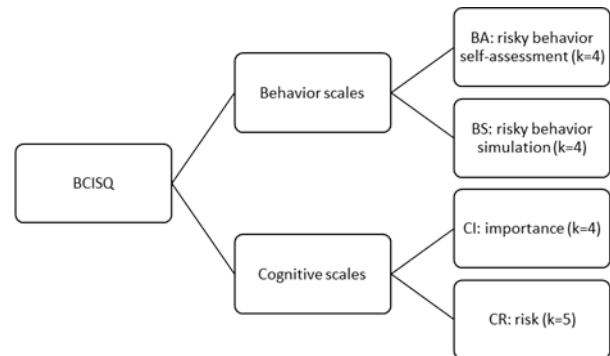 BCISQ
Behavior scales
BA: risky behavior
self-assessment (k=4)
BS: risky behavior
simulation (k=4)
Cognitive scales
CI: importance (k=4)
CR: risk (k=5)